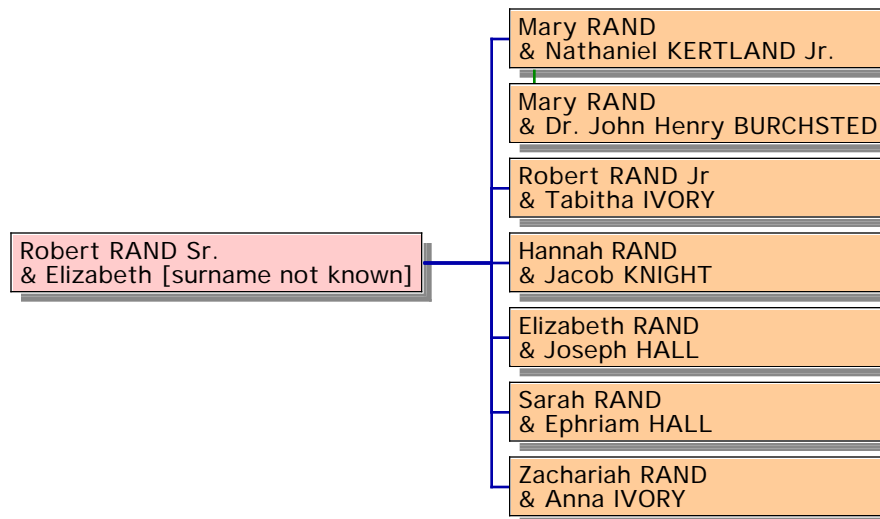 Mary RAND
& Nathaniel KERTLAND Jr.
Mary RAND
& Dr. John Henry BURCHSTED
Robert RAND Jr
& Tabitha IVORY
Robert RAND Sr.
& Elizabeth [surname not known]
Hannah RAND
& Jacob KNIGHT
Elizabeth RAND
& Joseph HALL
Sarah RAND
& Ephriam HALL
Zachariah RAND
& Anna IVORY